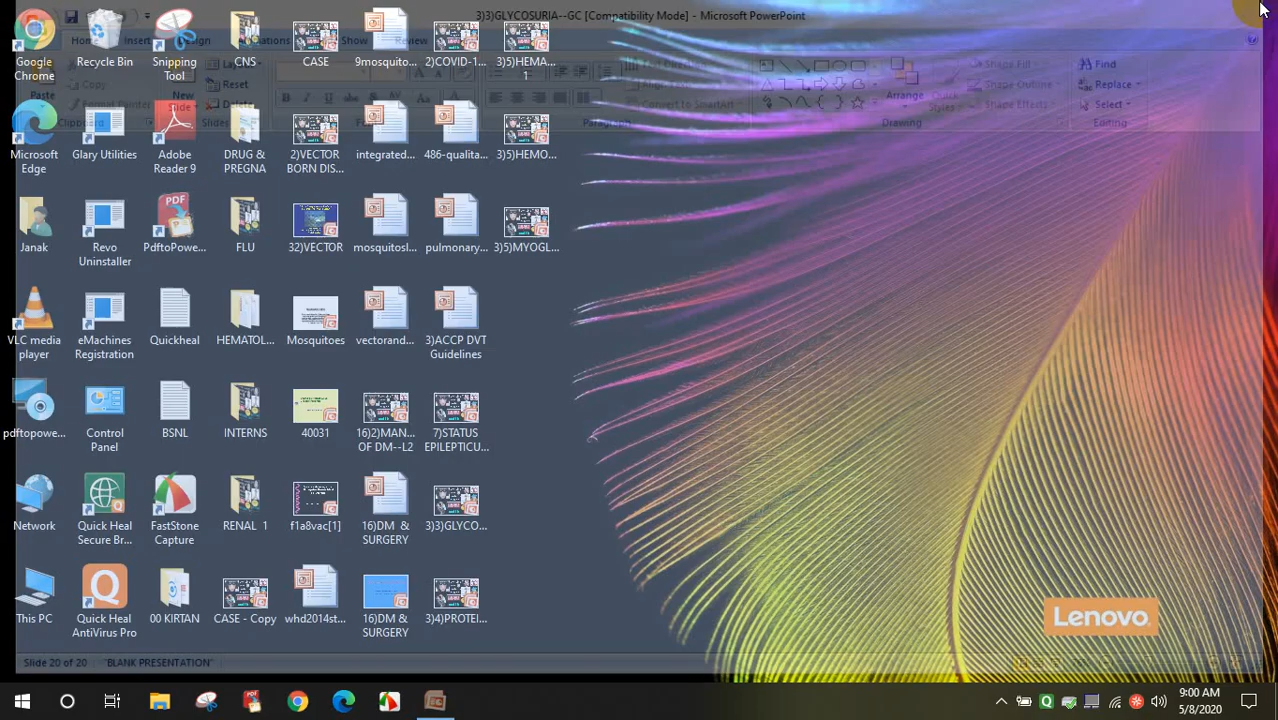 3)3)GLYCOSURIA--GC [Compatibility Mode] - Microsoft PowerPoint
Home
Insert
Design
Animations
Show
Review
Paste
Copy
Format Painter
Clipboard
New
Slide
Layout
Reset
Delete
Slides
Paragraph
Convert to SmartArt
Arrange
Quick
Styles
Shape Fill
Shape Outline
Shape Effects
Drawing
Find
Replace
Select
Editing
Google
Chrome
Recycle Bin
Snipping
Tool
CNS
CASE
9mosquito...
2)COVID-1...
3)5)HEMA...
1
Microsoft
Edge
Glary Utilities
Adobe
Reader 9
DRUG &
PREGNA
2)VECTOR
BORN DIS...
integrated...
486-qualita...
3)5)HEMO...
Janak
Revo
Uninstaller
PDF
PdftoPowe...
FLU
32)VECTOR
mosquitosl...
pulmonary...
3)5)MYOGL...
VLC media
player
eMachines
Registration
Quickheal
HEMATOL...
Mosquitoes
vectorand...
3)ACCP DVT
Guidelines
pdftopowe...
Control
Panel
BSNL
INTERNS
40031
16)2)MAN...
OF DM--L2
7)STATUS
EPILEPTICU...
Network
Quick Heal
Secure Br...
FastStone
Capture
RENAL 1
f1a8vac[1]
16)DM &
SURGERY
3)3)GLYCO...
This PC
Quick Heal
AntiVirus Pro
00 KIRTAN
CASE - Copy
whd2014st...
16)DM &
SURGERY
3)4)PROTEI...
Lenovo
Slide 20 of 20
"BLANK PRESENTATION"
9:00 AM
5/8/2020